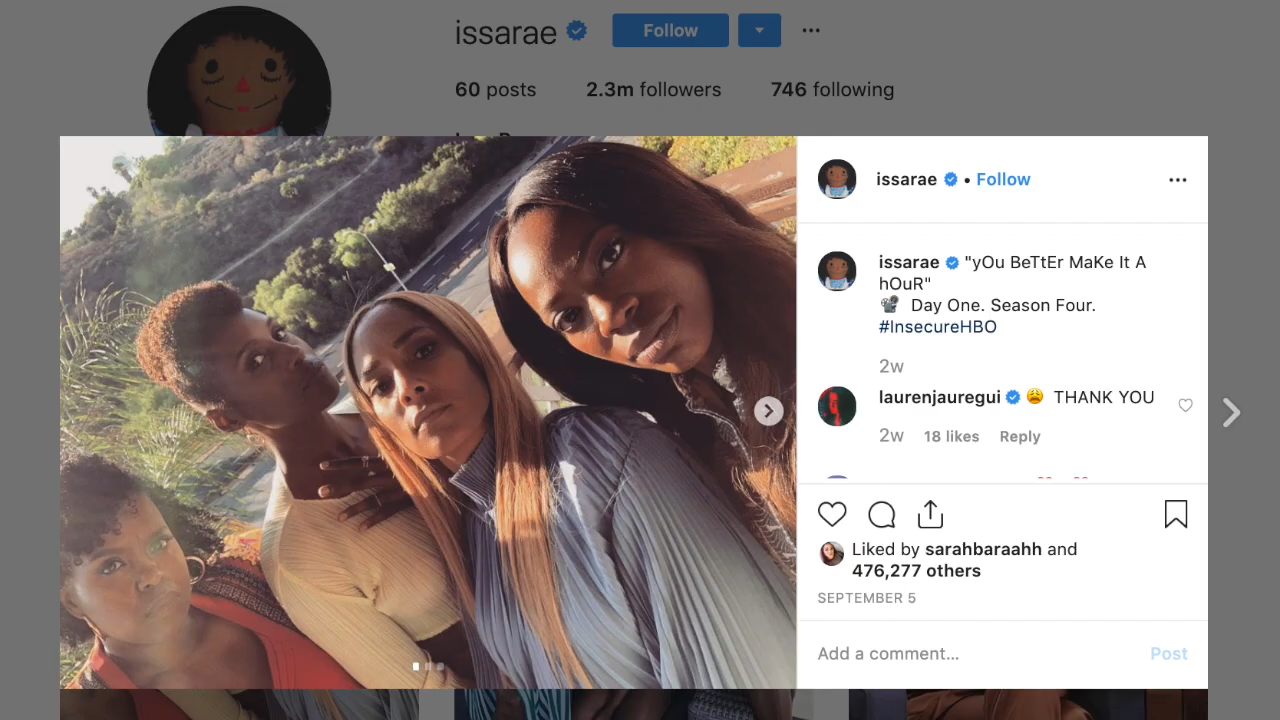 issarae Follow
60 posts 2.3m followers 746 following
issarae • Follow
issarae "yOu BeTtEr MaKe It A
hOuR"
Day One. Season Four.
#InsecureHBO
2w
laurenjauregui THANK YOU
2w 18 likes Reply
Liked by sarahbaraahh and
476,277 others
SEPTEMBER 5
Add a comment... Post